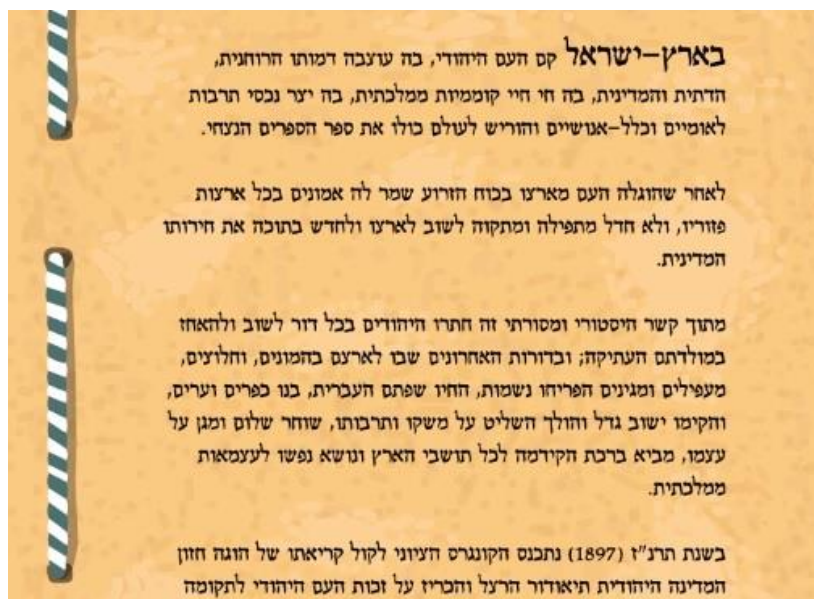 בארץ-ישראל קם העם היהודי, בה עוצבה דמותו הרוחנית,
הדתית והמדינית, בה חי חיי קוממיות ממלכתית, בה יצר נכסי תרבות
לאומיים וכלל-אנושיים והוריש לעולם כולו את ספר הספרים הנצחי.
לאחר שהוגלה העם מארצו בכוח הזרוע שמר לה אמונים בכל ארצות
פזוריו, ולא חדל מתפילה ומתקוה לשוב לארצו ולחדש בתוכה את חירותו
המדינית.
מתוך קשר היסטורי ומסורתי זה חתרו היהודים בכל דור לשוב ולהאחז
במולדתם העתיקה; ובדורות האחרונים שבו לארצם בהמונים, וחלוצים,
מעפילים ומגינים הפריחו נשמות, החיו שפתם העברית, בנו כפרים וערים,
והקימו ישוב גדל והולך השליט על משקו ותרבותו, שוחר שלום ומגן על
עצמו, מביא ברכת הקידמה לכל תושבי הארץ ונושא נפשו לעצמאות
ממלכתית.
בשנת תרנ"ז (1897) נתכנס הקונגרס הציוני לקול קריאתו של הוגה חזון
המדינה היהודית תיאודור הרצל והכריז על זכות העם היהודי לתקומה